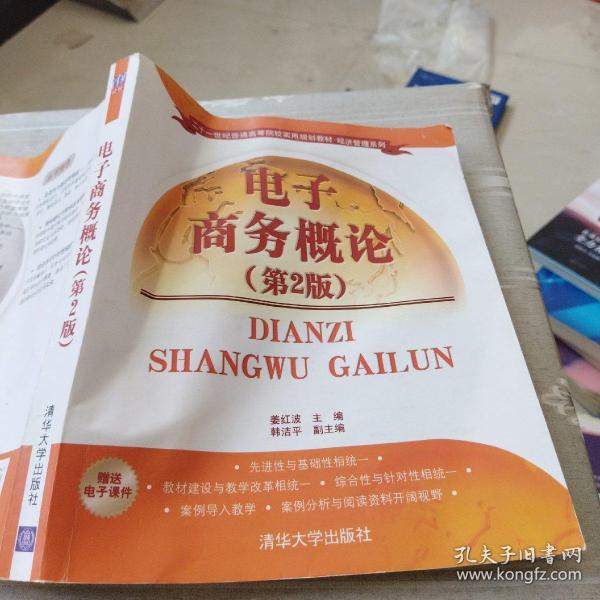 二十一世纪普通高等院校实用规划教材·经济管理系列
电子
商务概论
(第2版)
DIANZI
SHANGWU GAILUN
姜红波 主 编
韩洁平 副主编
赠送
电子课件
·先进性与基础性相统一·
·教材建设与教学改革相统一·综合性与针对性相统一·
·案例导入教学·案例分析与阅读资料开阔视野·
清华大学出版社
电子商务概论(第2版)
清华大学出版社
孔夫子旧书网
www.kongfz.com